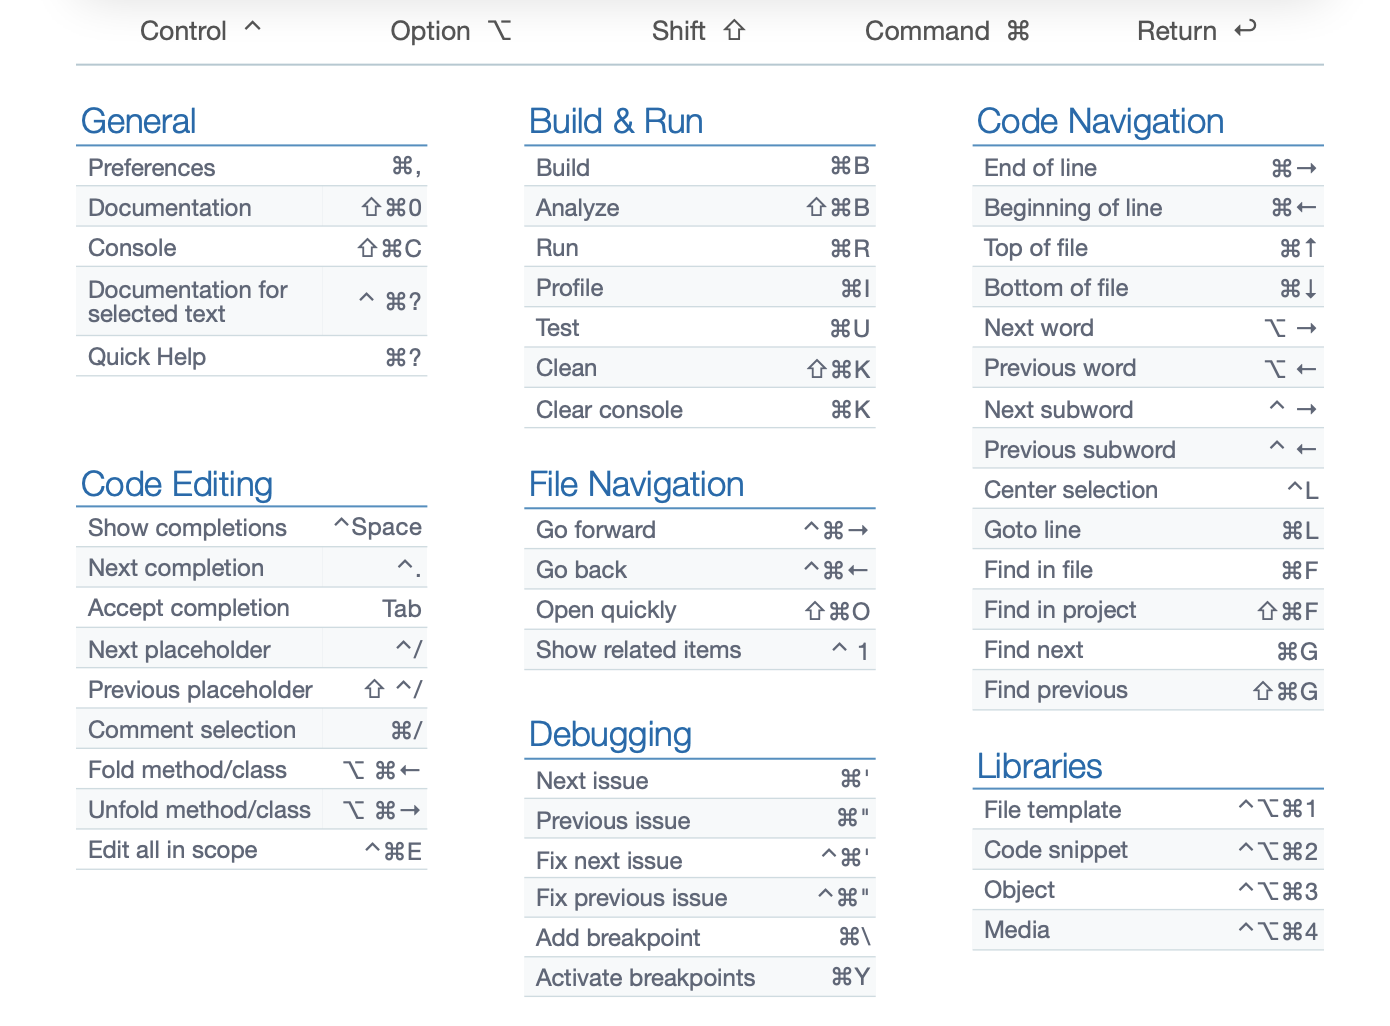 Control ^ Option ⌥ Shift ⇧ Command ⌘ Return ↩
General
Preferences ⌘,
Documentation ⇧⌘0
Console ⇧⌘C
Documentation for
selected text ^ ⌘?
Quick Help ⌘?
Code Editing
Show completions ^Space
Next completion ^.
Accept completion Tab
Next placeholder ^/
Previous placeholder ⇧ ^/
Comment selection ⌘/
Fold method/class ⌥ ⌘←
Unfold method/class ⌥ ⌘→
Edit all in scope ^⌘E
Build & Run
Build ⌘B
Analyze ⇧⌘B
Run ⌘R
Profile ⌘I
Test ⌘U
Clean ⇧⌘K
Clear console ⌘K
File Navigation
Go forward ^⌘→
Go back ^⌘←
Open quickly ⇧⌘O
Show related items ^ 1
Debugging
Next issue ⌘'
Previous issue ⌘"
Fix next issue ^⌘'
Fix previous issue ^⌘"
Add breakpoint ⌘\
Activate breakpoints ⌘Y
Code Navigation
End of line ⌘→
Beginning of line ⌘←
Top of file ⌘↑
Bottom of file ⌘↓
Next word ⌥ →
Previous word ⌥ ←
Next subword ^ →
Previous subword ^ ←
Center selection ^L
Goto line ⌘L
Find in file ⌘F
Find in project ⇧⌘F
Find next ⌘G
Find previous ⇧⌘G
Libraries
File template ^⌥⌘1
Code snippet ^⌥⌘2
Object ^⌥⌘3
Media ^⌥⌘4